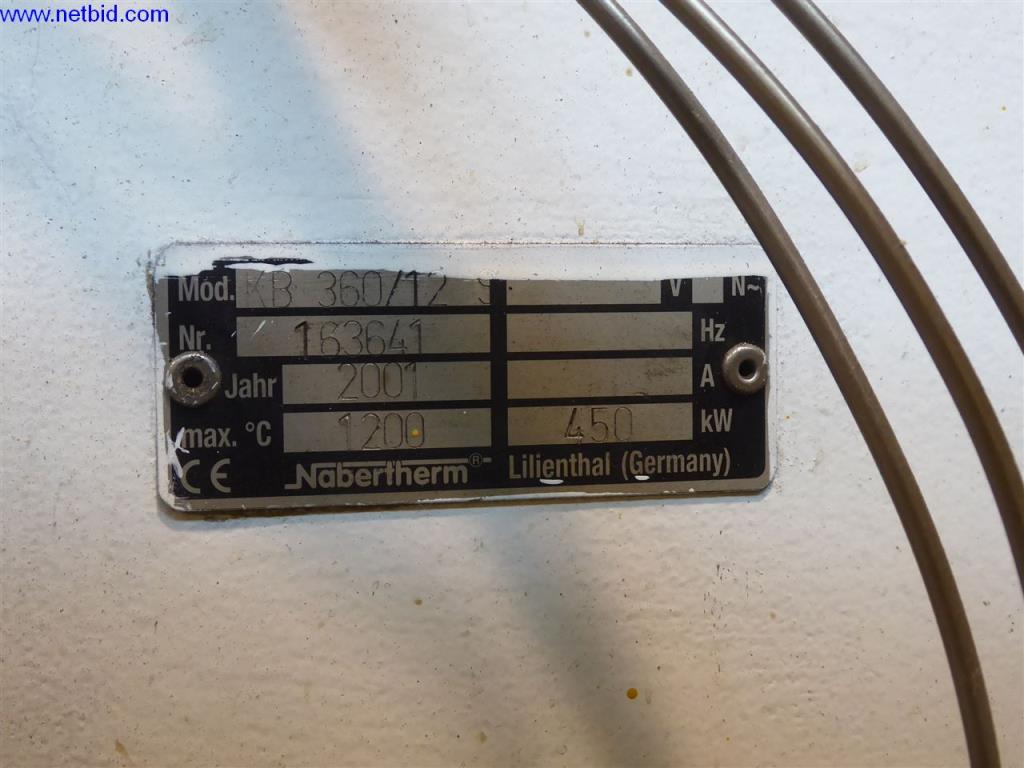 www.netbid.com
Mod. KB 360/12 S V N~
Nr. 163641 Hz
Jahr 2001 A
max. °C 1200 450 kW
CE Nabertherm® Lilienthal (Germany)